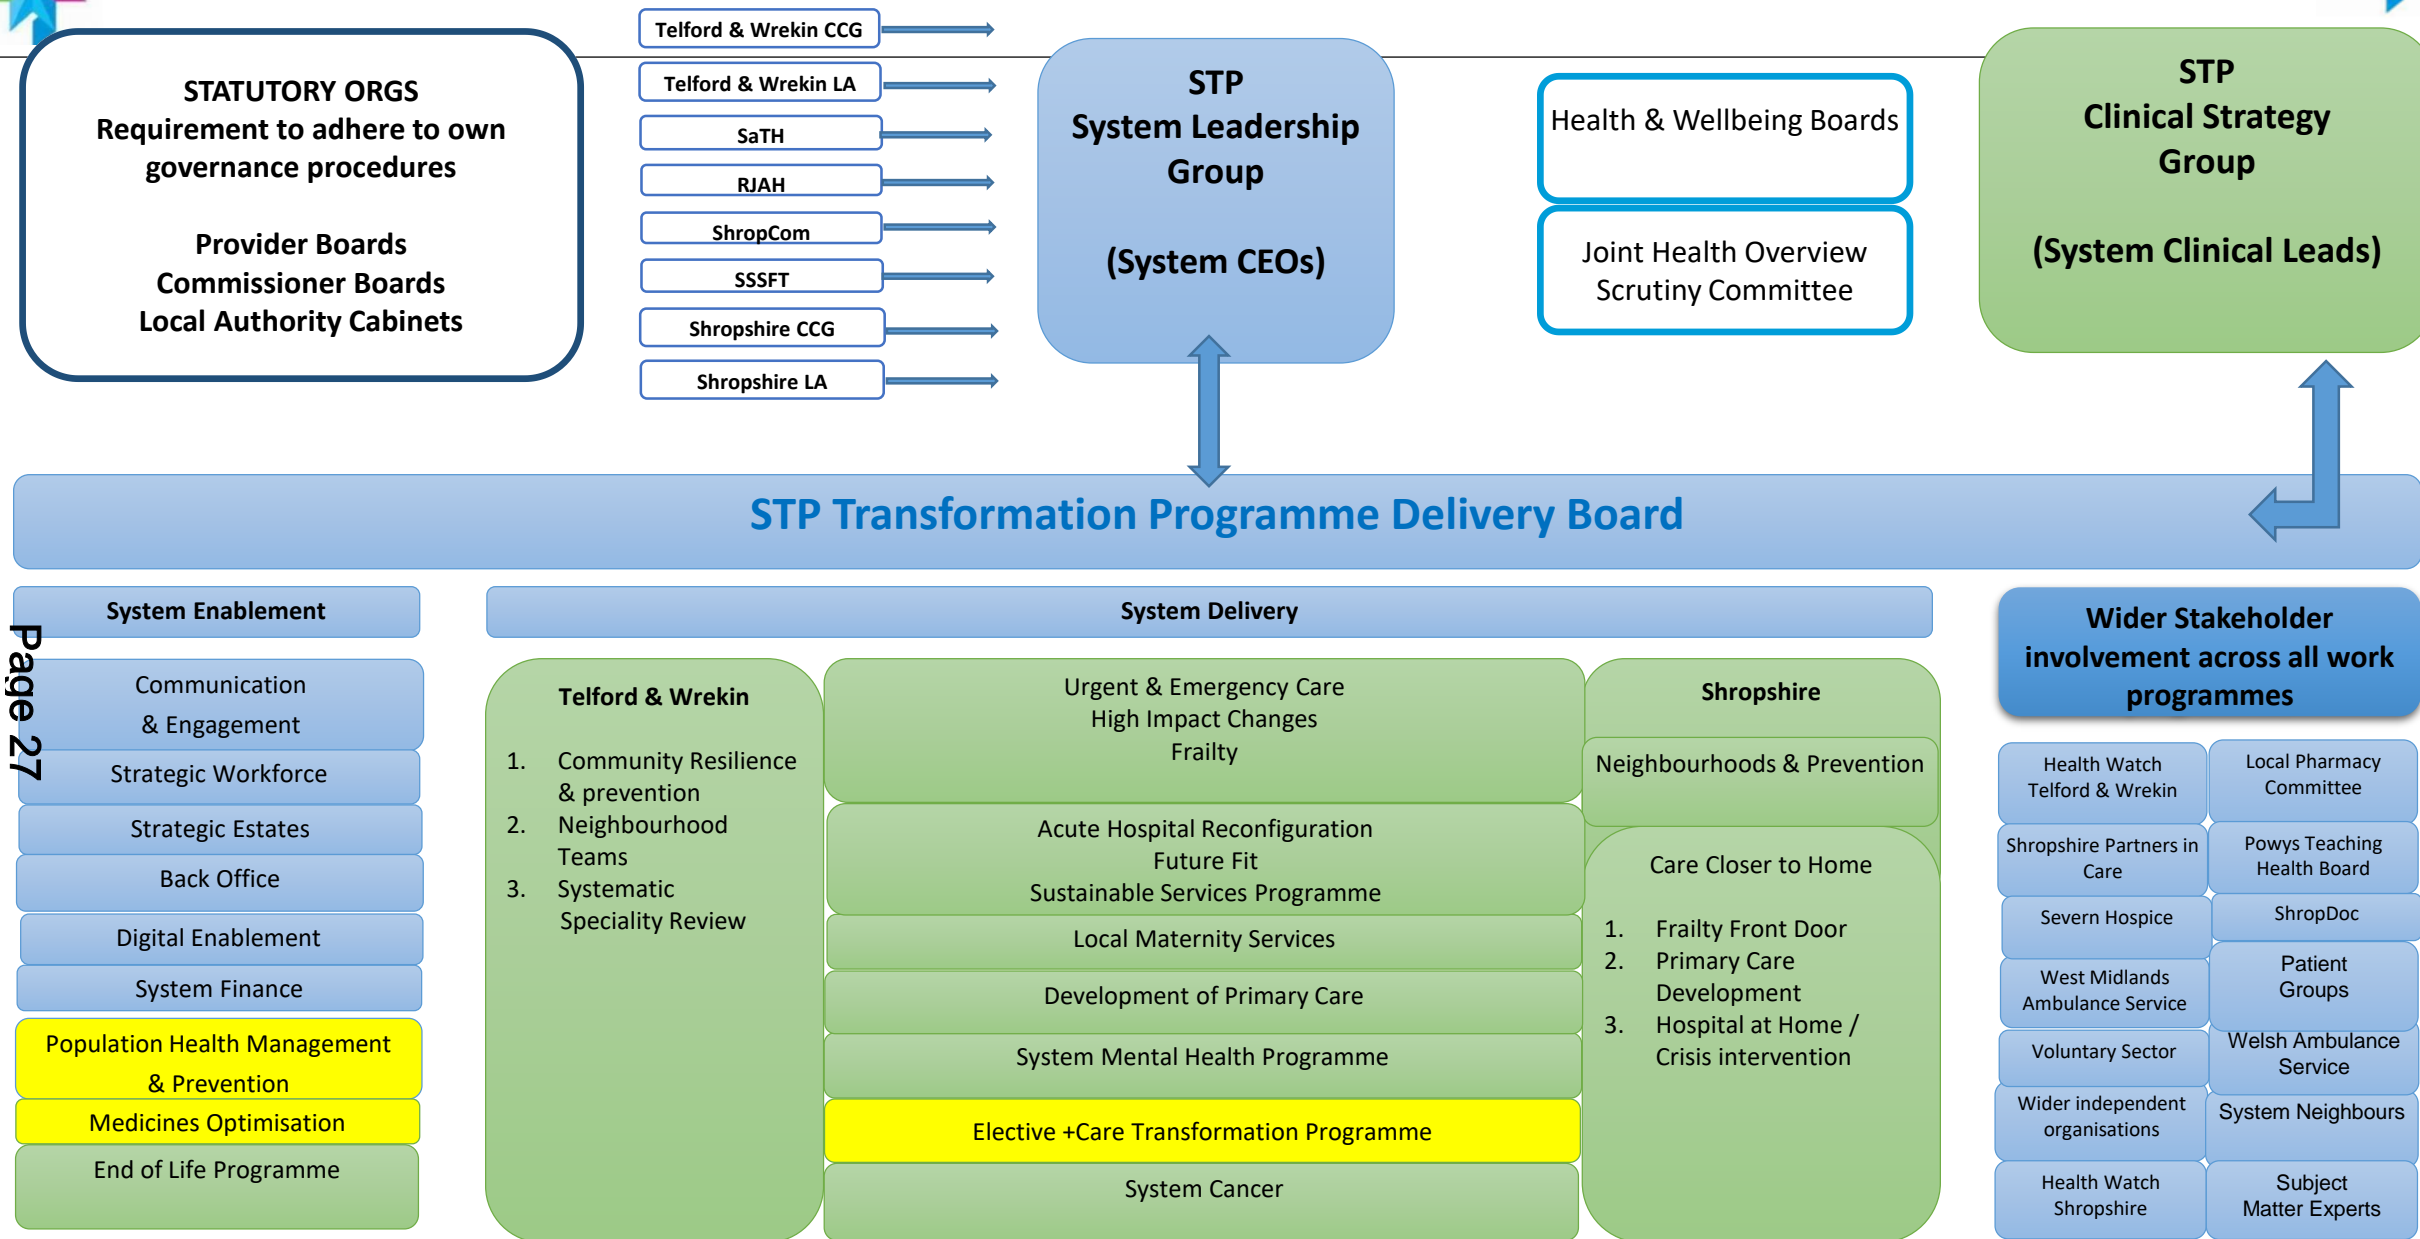 STATUTORY ORGS
Requirement to adhere to own
governance procedures
Provider Boards
Commissioner Boards
Local Authority Cabinets
Telford & Wrekin CCG
Telford & Wrekin LA
SaTH
RJAH
ShropCom
SSSFT
Shropshire CCG
Shropshire LA
STP
System Leadership
Group
(System CEOs)
Health & Wellbeing Boards
Joint Health Overview
Scrutiny Committee
STP
Clinical Strategy
Group
(System Clinical Leads)
STP Transformation Programme Delivery Board
System Enablement
Communication
& Engagement
Strategic Workforce
Strategic Estates
Back Office
Digital Enablement
System Finance
Population Health Management
& Prevention
Medicines Optimisation
End of Life Programme
Page 27
System Delivery
Telford & Wrekin
1. Community Resilience
& prevention
2. Neighbourhood
Teams
3. Systematic
Speciality Review
Urgent & Emergency Care
High Impact Changes
Frailty
Acute Hospital Reconfiguration
Future Fit
Sustainable Services Programme
Local Maternity Services
Development of Primary Care
System Mental Health Programme
Elective +Care Transformation Programme
System Cancer
Shropshire
Neighbourhoods & Prevention
Care Closer to Home
1. Frailty Front Door
2. Primary Care
Development
3. Hospital at Home /
Crisis intervention
Wider Stakeholder
involvement across all work
programmes
Health Watch
Telford & Wrekin
Shropshire Partners in
Care
Severn Hospice
West Midlands
Ambulance Service
Voluntary Sector
Wider independent
organisations
Health Watch
Shropshire
Local Pharmacy
Committee
Powys Teaching
Health Board
ShropDoc
Patient
Groups
Welsh Ambulance
Service
System Neighbours
Subject
Matter Experts